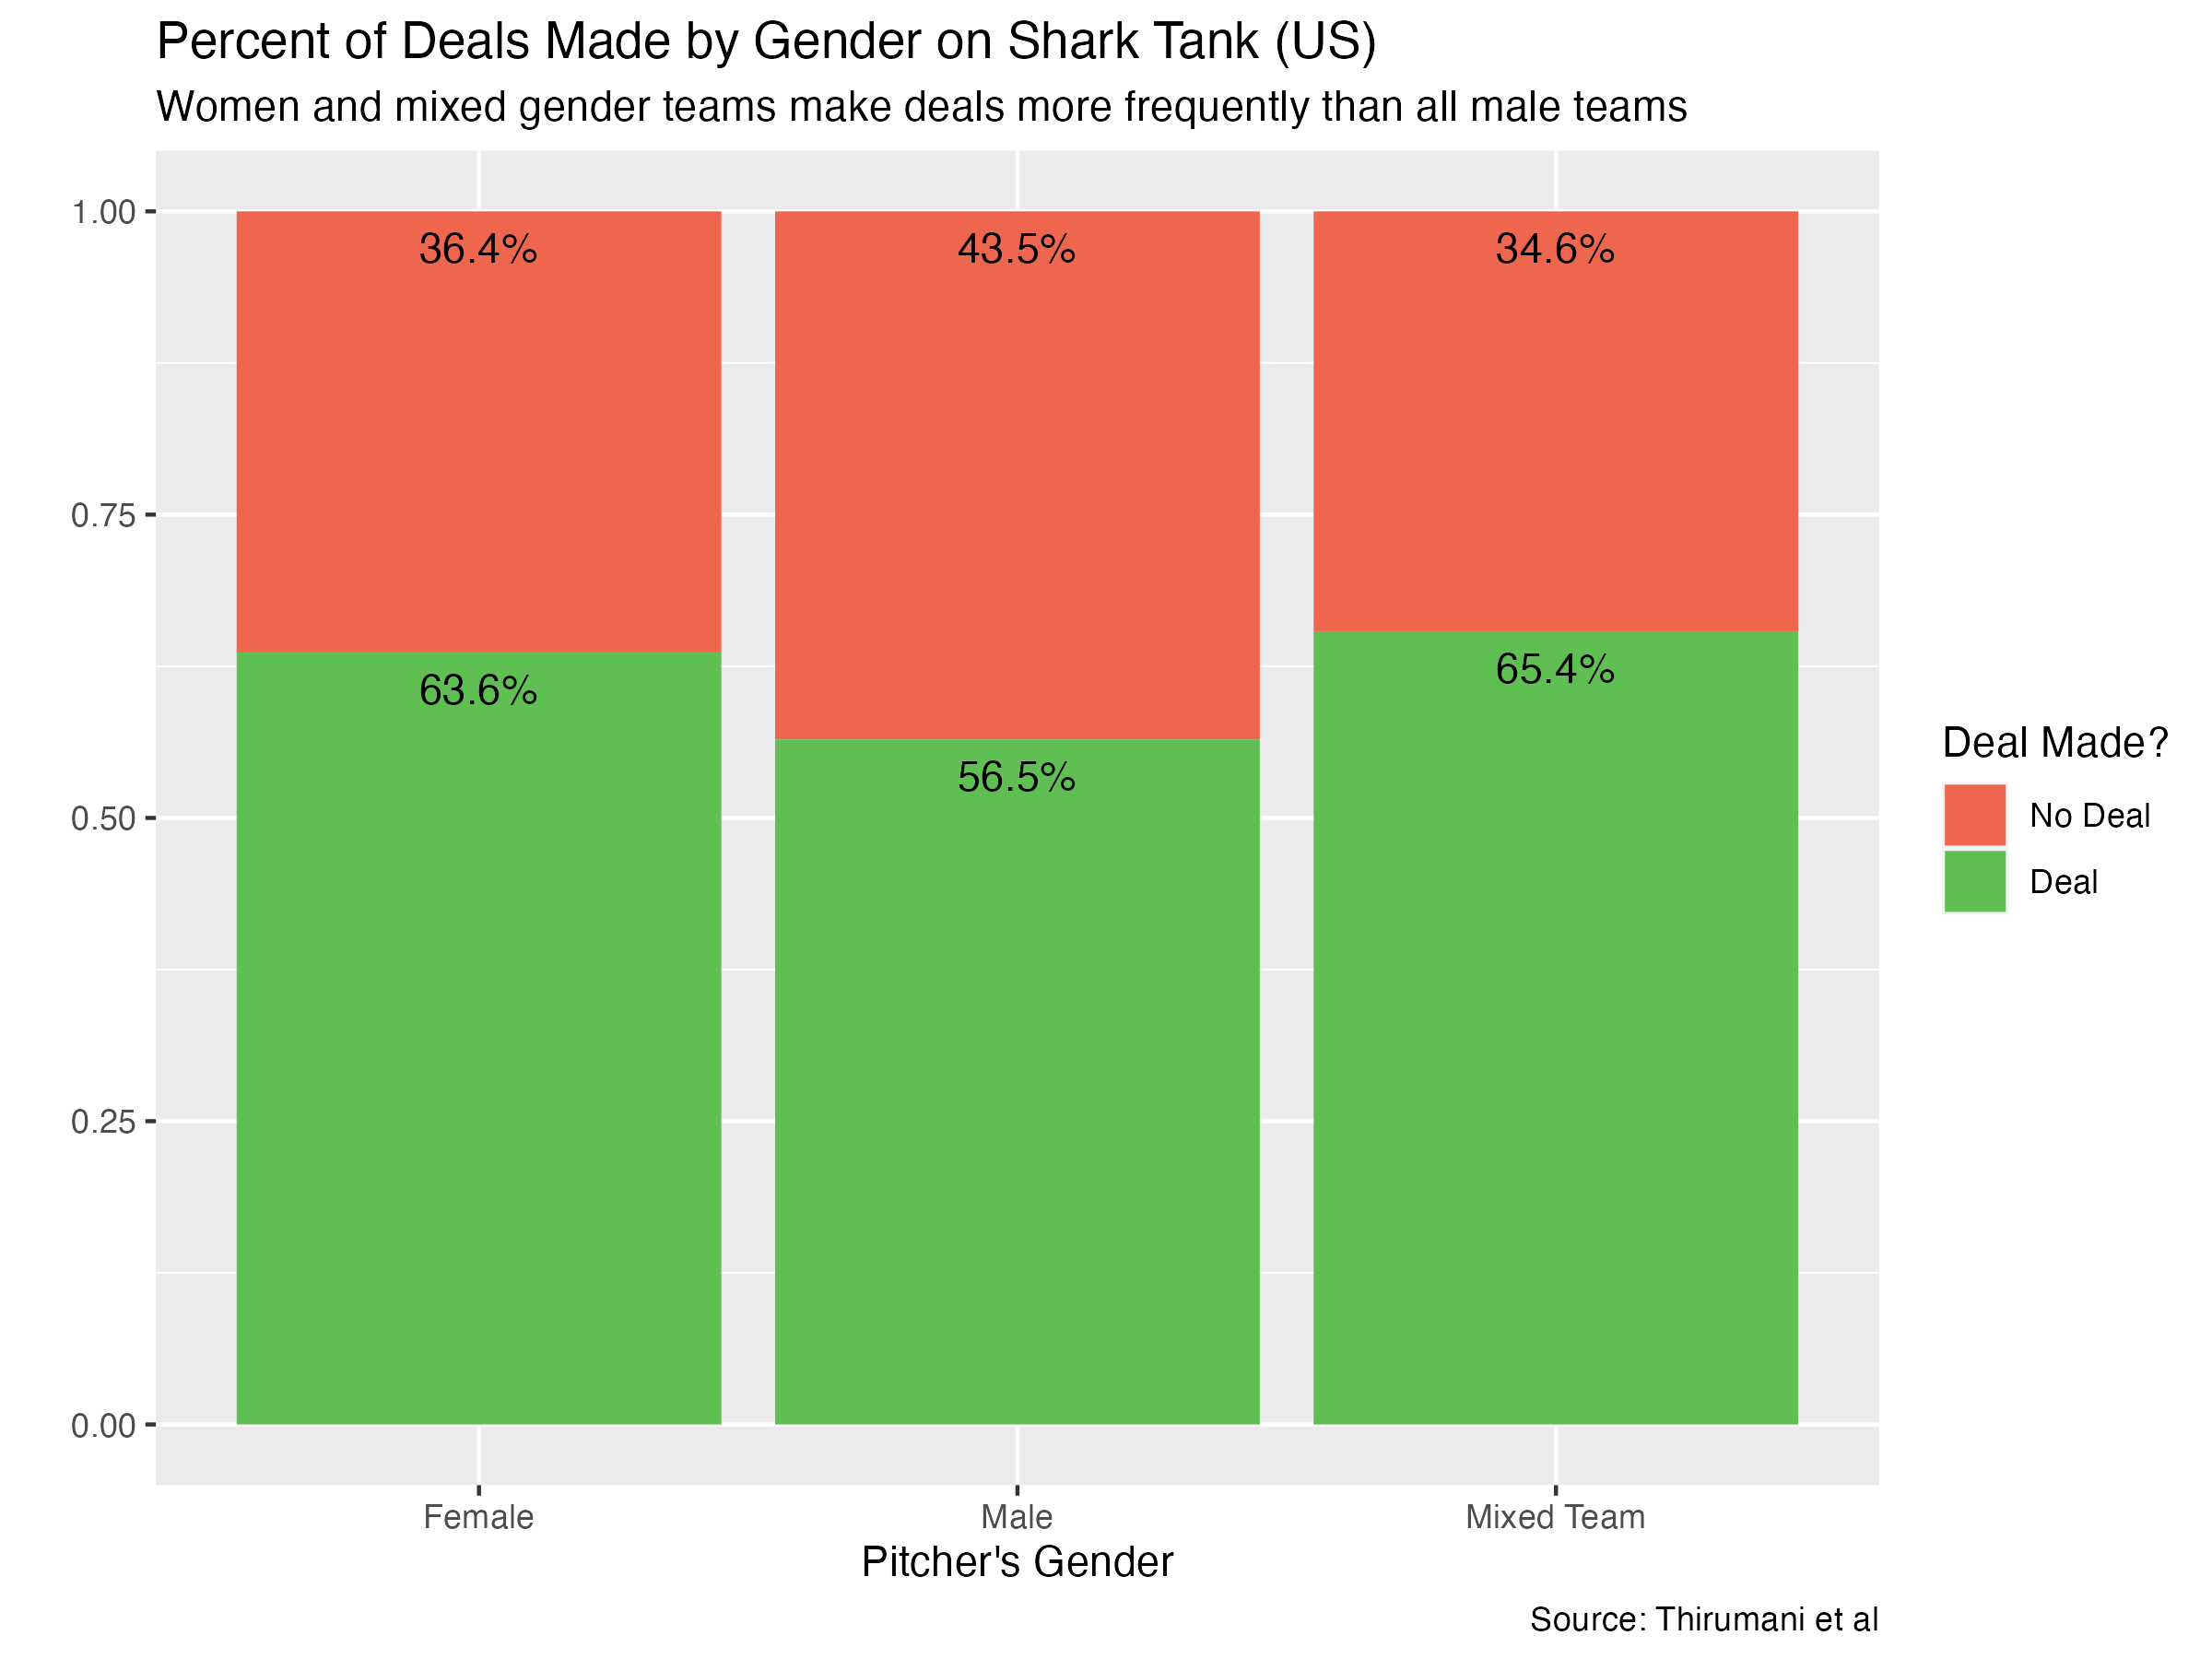 Percent of Deals Made by Gender on Shark Tank (US)
Women and mixed gender teams make deals more frequently than all male teams
1.00
0.75
0.50
0.25
0.00
36.4%
43.5%
34.6%
63.6%
56.5%
65.4%
Female
Male
Mixed Team
Pitcher's Gender
Deal Made?
No Deal
Deal
Source: Thirumani et al